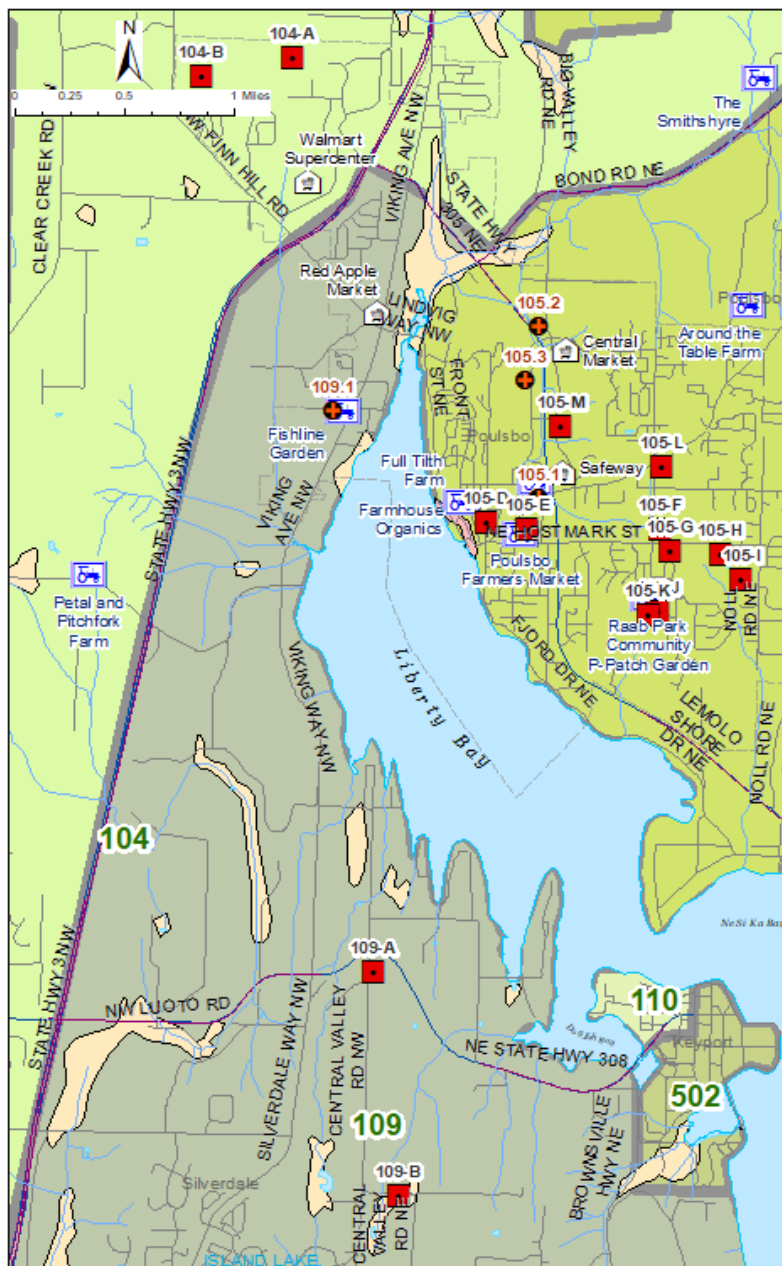 N
104-A
104-B
0
0.25
0.5
1 Miles
BIG VALLEY
RD NE
The
Smithshyre
CLEAR CREEK RD
NW FINN HILL RD
Walmart
Supercenter
VIKING AVE NW
STATE HWY
305 NE
BOND RD NE
Red Apple
Market
LINDVIG
WAY NW
105.2
Poulsbo
Central
Market
Around the
Table Farm
105.3
FRONT
ST NE
109.1
105-M
Fishline
Garden
Poulsbo
105-L
Full Tilth
Farm
105.1
Safeway
STATE HWY 3 NW
VIKING
AVE NW
Farmhouse
Organics
105-D
105-E
105-F
NE HOSTMARK ST
105-G
105-H
105-I
Poulsbo
Farmers Market
Petal and
Pitchfork
Farm
105-K
J
NOLL
RD NE
Raab Park
Community
P-Patch Garden
FJORD DR NE
VIKING WAY NW
Liberty Bay
LEMOLO
SHORE
DR NE
NOLL RD NE
104
NeSi Ka Bay
109-A
STATE HWY 3 NW
NW LUOTO RD
SILVERDALE WAY NW
CENTRAL VALLEY
RD NW
110
Keyport
NE STATE HWY 308
502
109
BROWNSVILLE
HWY NE
Silverdale
109-B
CENTRAL
VALLEY
RD NE
ISLAND LAKE